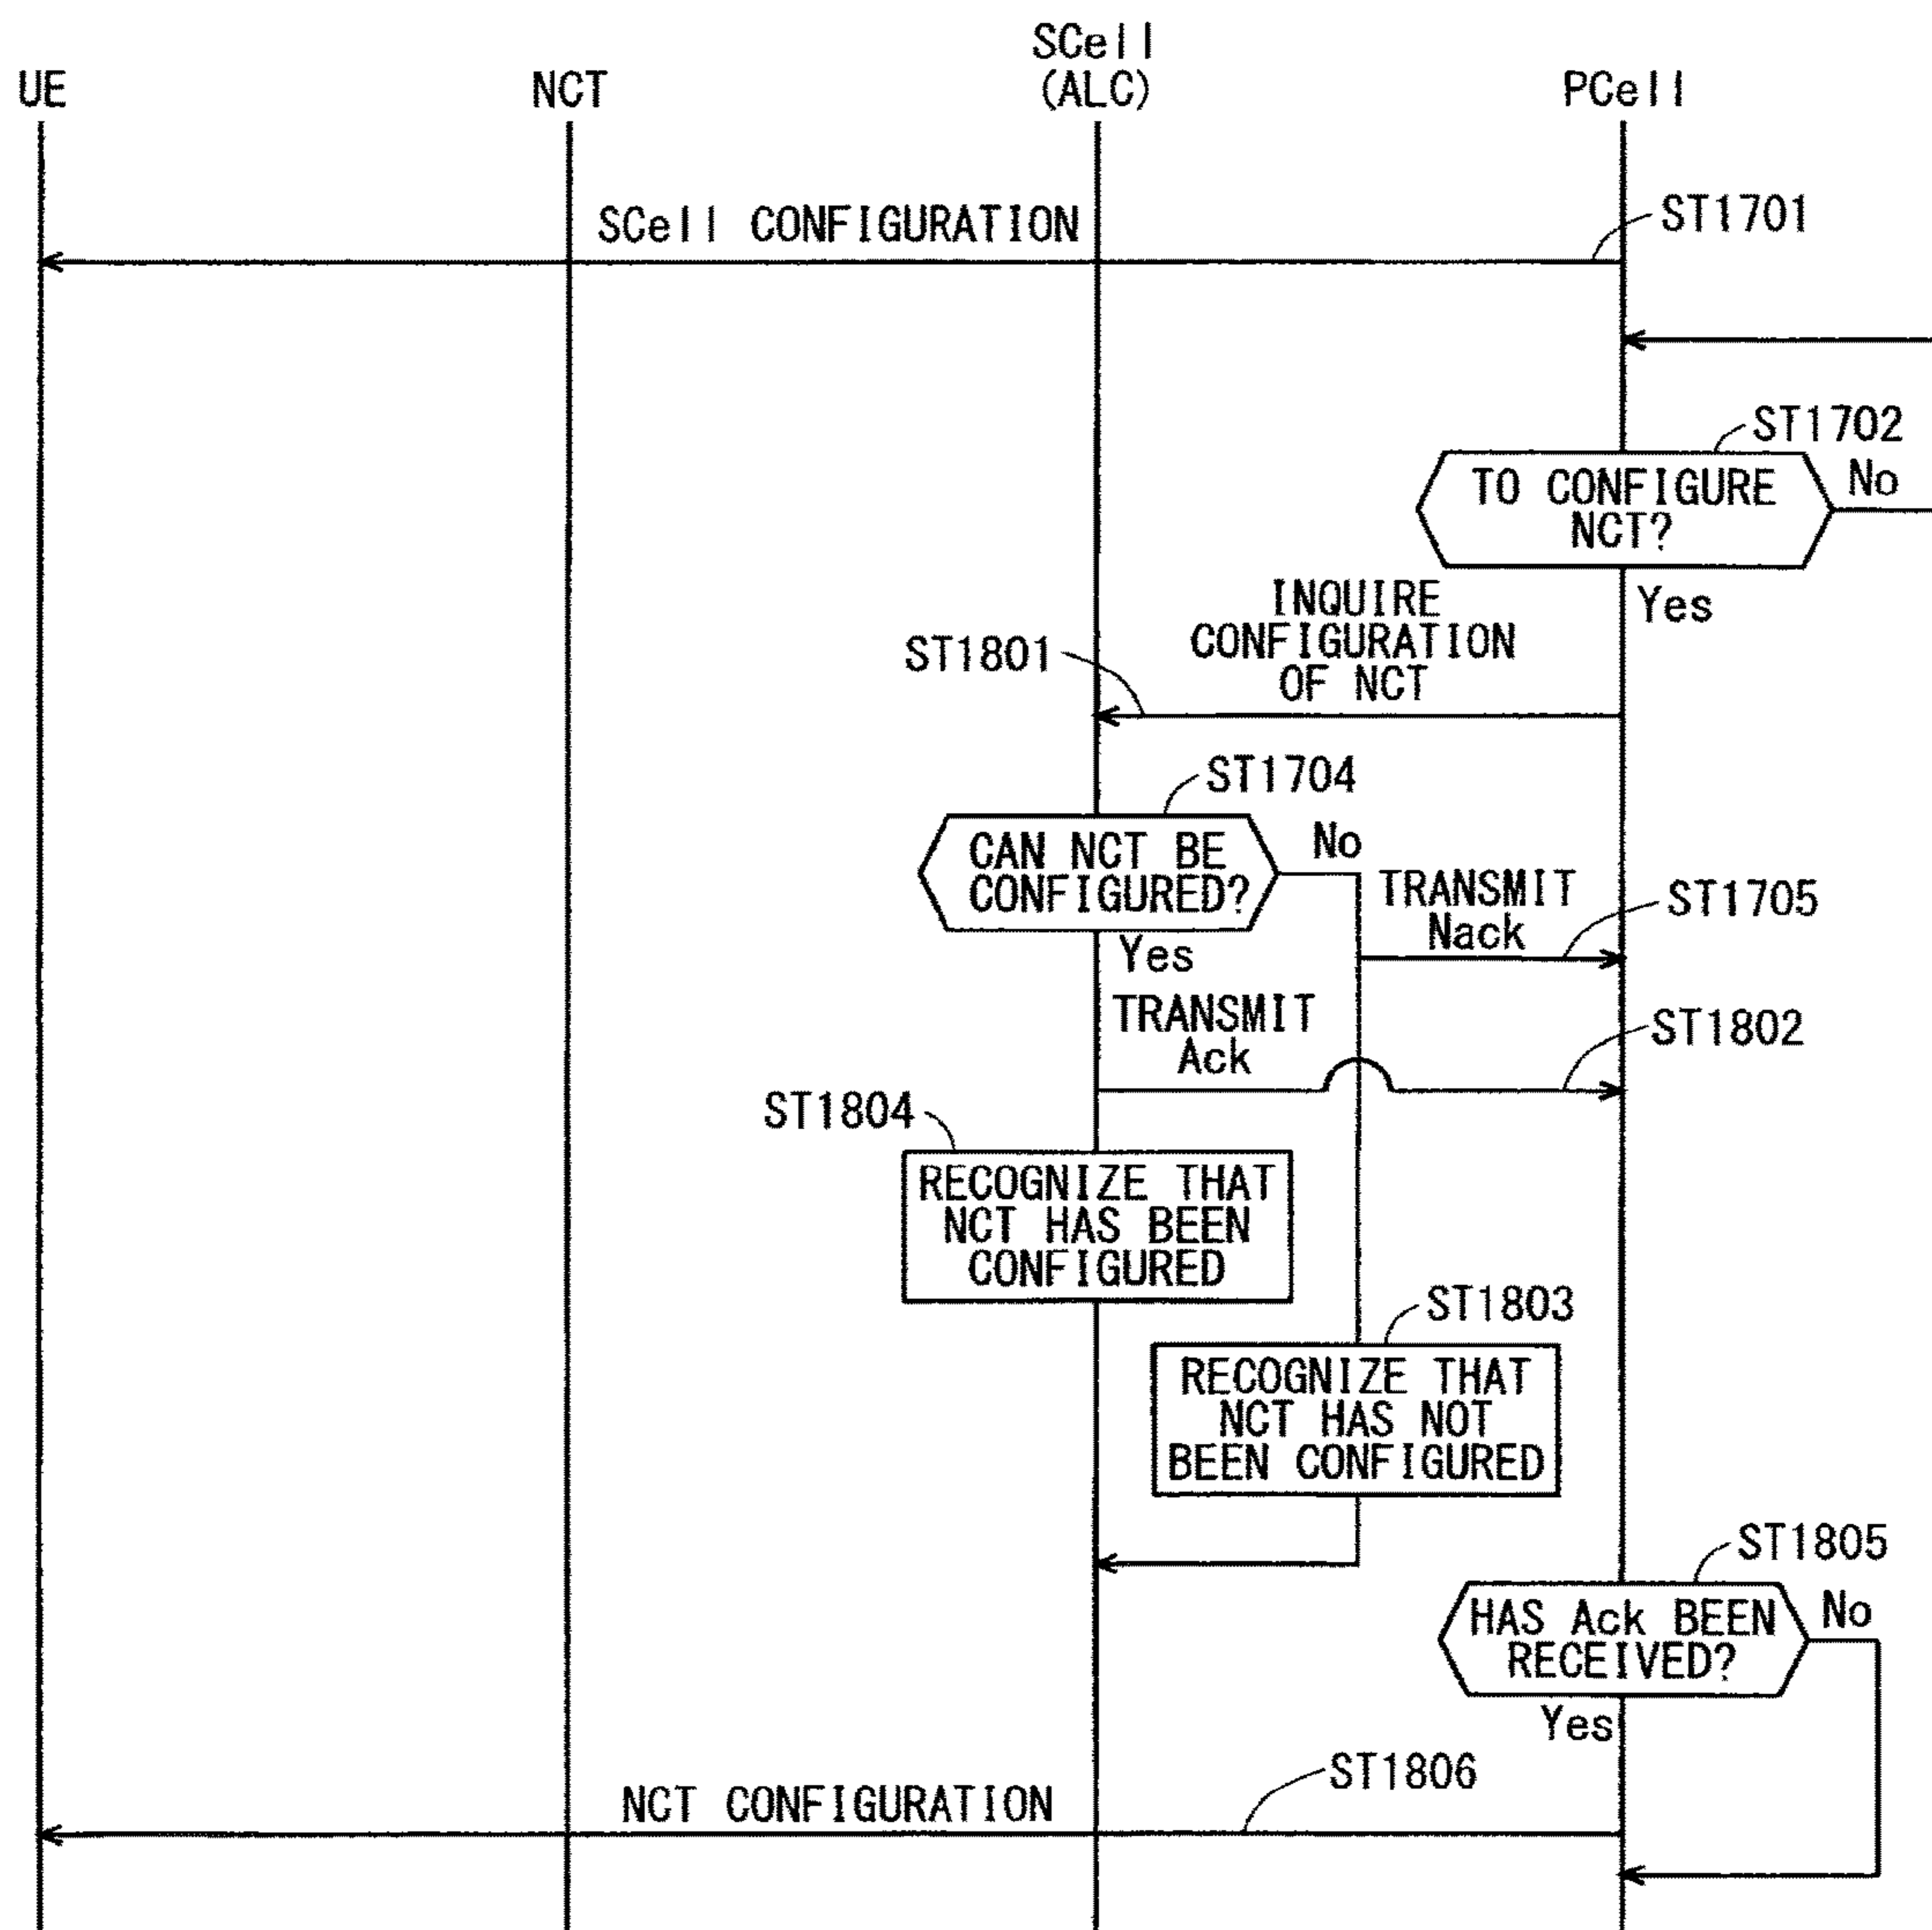 UE
NCT
SCell
(ALC)
PCell
SCell CONFIGURATION
ST1701
ST1702
TO CONFIGURE
NCT?
No
Yes
INQUIRE
CONFIGURATION
OF NCT
ST1801
ST1704
CAN NCT BE
CONFIGURED?
No
TRANSMIT
Nack
ST1705
Yes
TRANSMIT
Ack
ST1802
ST1804
RECOGNIZE THAT
NCT HAS BEEN
CONFIGURED
ST1803
RECOGNIZE THAT
NCT HAS NOT
BEEN CONFIGURED
ST1805
HAS Ack BEEN
RECEIVED?
No
Yes
ST1806
NCT CONFIGURATION